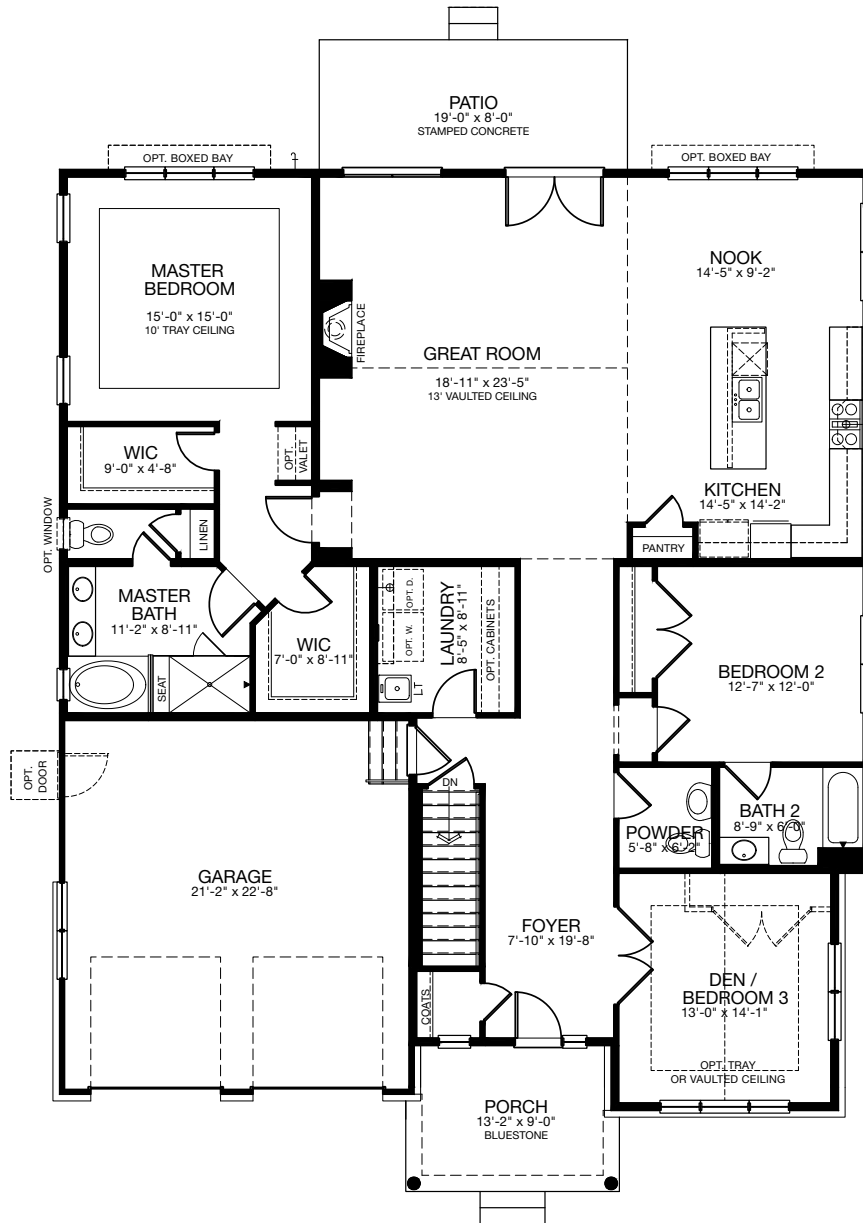 PATIO
19'-0" x 8'-0"
STAMPED CONCRETE
OPT. BOXED BAY
OPT. BOXED BAY
MASTER
BEDROOM
15'-0" x 15'-0"
10' TRAY CEILING
NOOK
14'-5" x 9'-2"
FIREPLACE
GREAT ROOM
18'-11" x 23'-5"
13' VAULTED CEILING
WIC
9'-0" x 4'-8"
OPT.
VALET
KITCHEN
14'-5" x 14'-2"
OPT. WINDOW
LINEN
PANTRY
MASTER
BATH
11'-2" x 8'-11"
SEAT
WIC
7'-0" x 8'-11"
OPT. D.
OPT. W.
LAUNDRY
8'-5" x 8'-11"
OPT. CABINETS
LT
BEDROOM 2
12'-7" x 12'-0"
OPT.
DOOR
DN
POWDER
5'-8" x 6'-2"
BATH 2
8'-9" x 6'-0"
GARAGE
21'-2" x 22'-8"
FOYER
7'-10" x 19'-8"
COATS
DEN /
BEDROOM 3
13'-0" x 14'-1"
OPT. TRAY
OR VAULTED CEILING
PORCH
13'-2" x 9'-0"
BLUESTONE